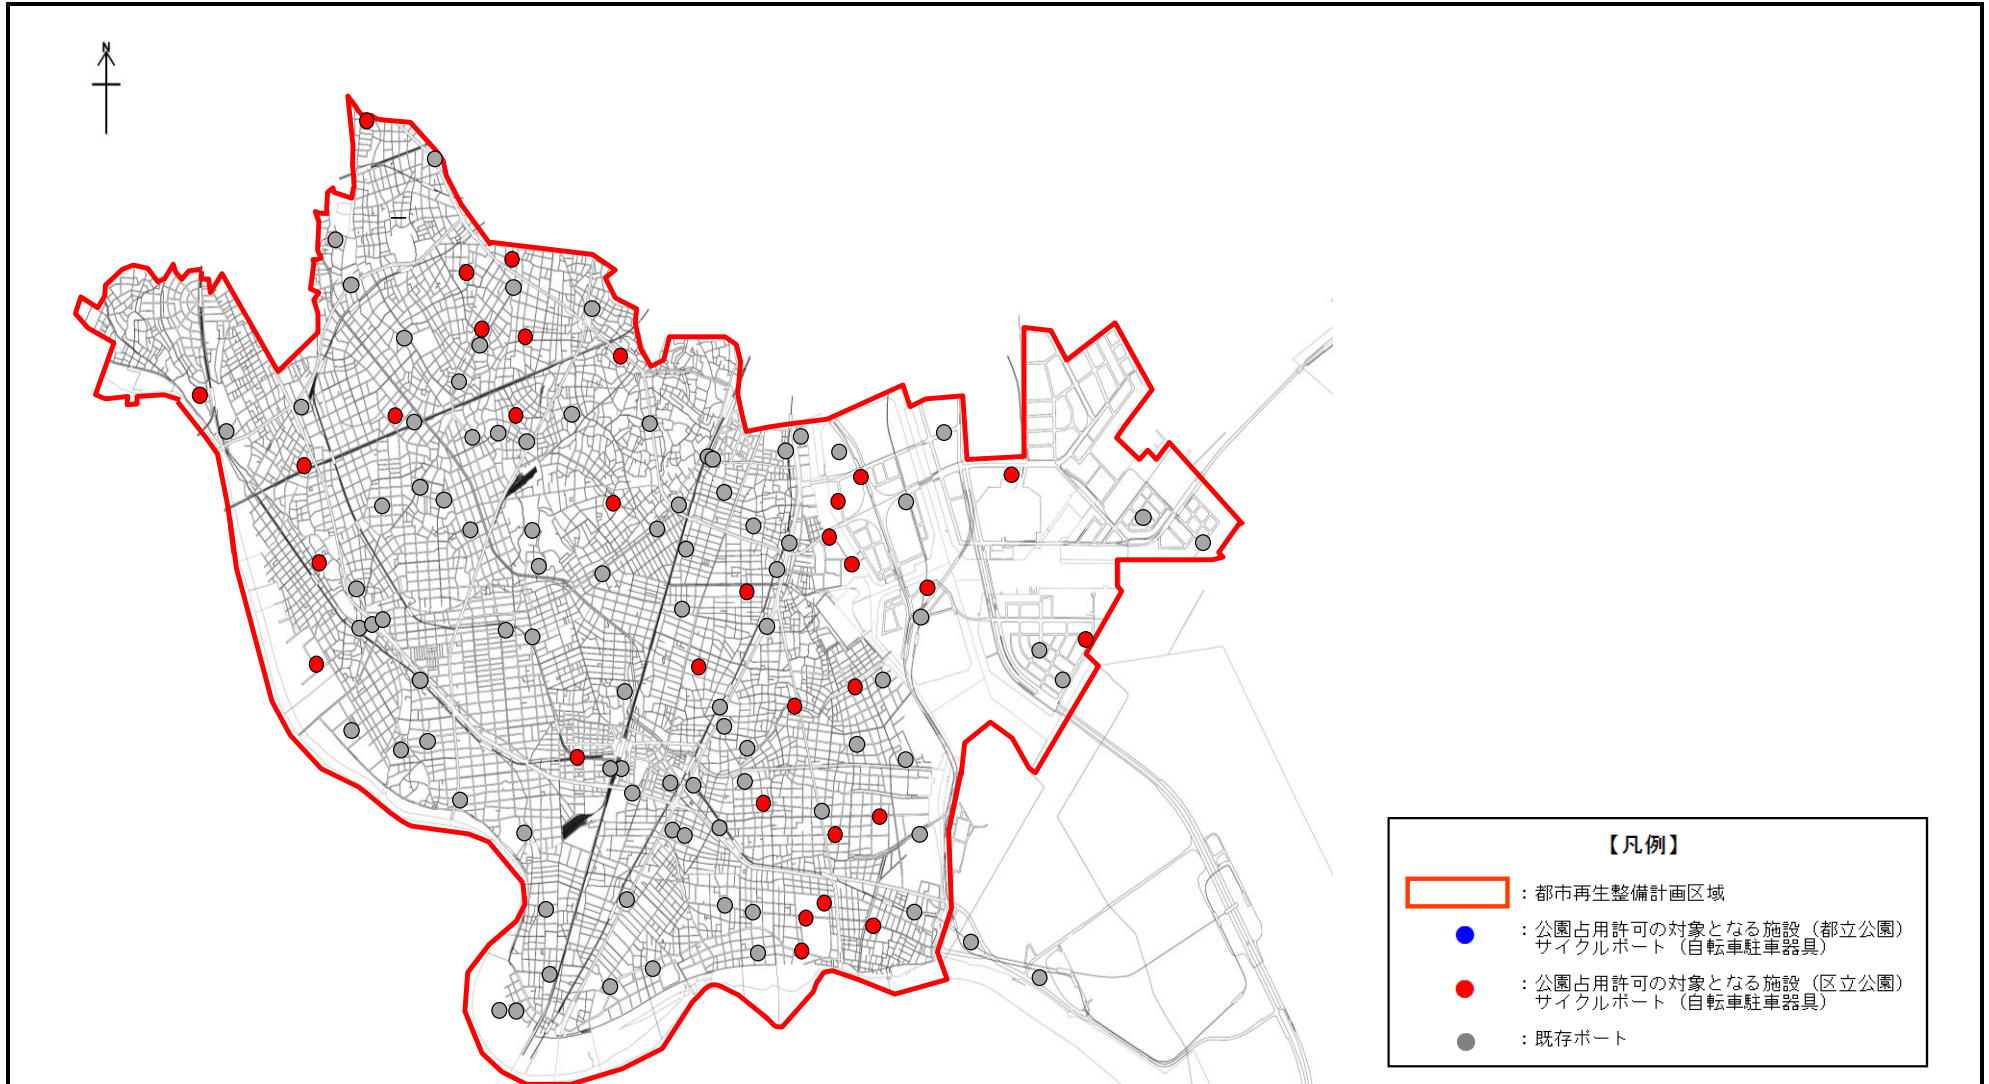 N
【凡例】
：都市再生整備計画区域
：公園占用許可の対象となる施設（都立公園）
サイクルポート（自転車駐車器具）
：公園占用許可の対象となる施設（区立公園）
サイクルポート（自転車駐車器具）
：既存ポート